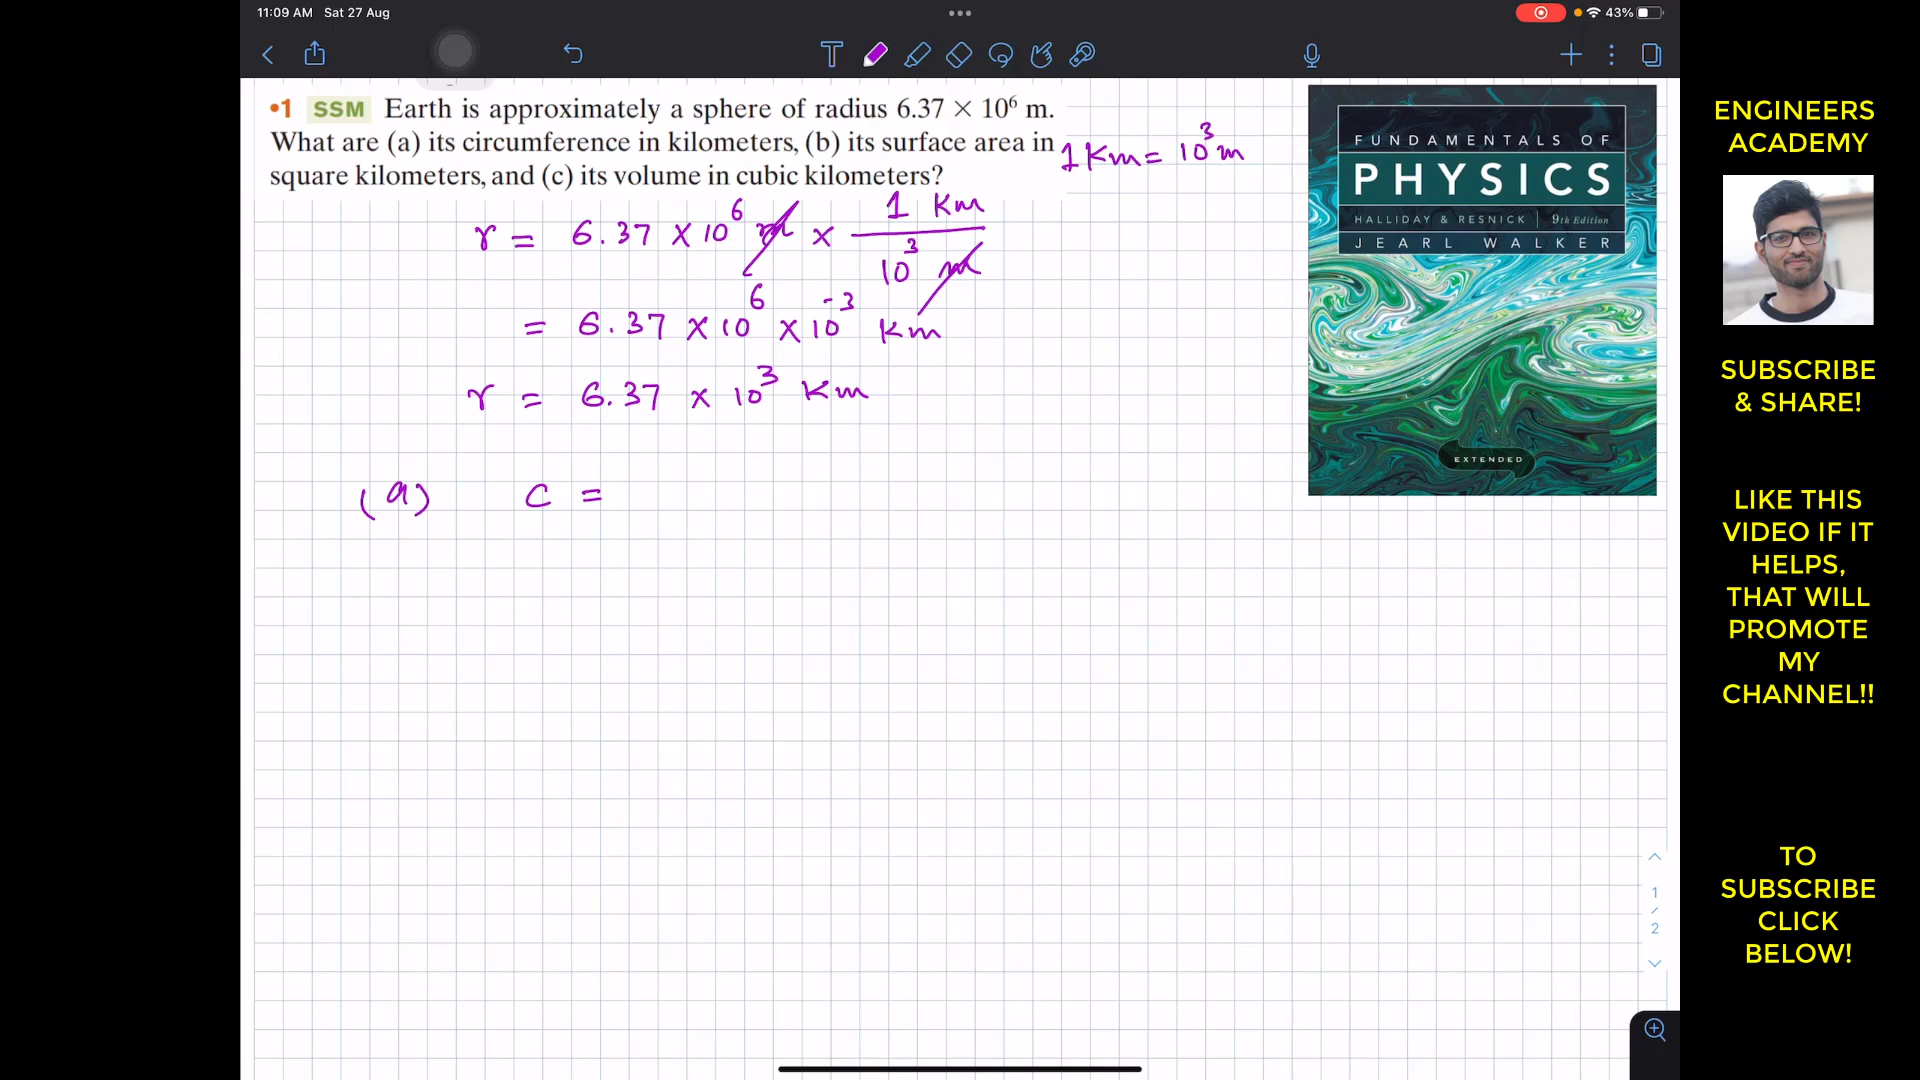 11:09 AM Sat 27 Aug
43%
•1 SSM Earth is approximately a sphere of radius 6.37 × 10⁶ m.
What are (a) its circumference in kilometers, (b) its surface area in
square kilometers, and (c) its volume in cubic kilometers?
1 Km = 10³ m
r = 6.37 × 10⁶ m × 1 Km / 10³ m
= 6.37 × 10⁶ × 10⁻³ Km
r = 6.37 × 10³ Km
(a) C =
FUNDAMENTALS OF
PHYSICS
HALLIDAY & RESNICK | 9th Edition
JEARL WALKER
EXTENDED
ENGINEERS
ACADEMY
SUBSCRIBE
& SHARE!
LIKE THIS
VIDEO IF IT
HELPS,
THAT WILL
PROMOTE
MY
CHANNEL!!
TO
SUBSCRIBE
CLICK
BELOW!
1
/
2